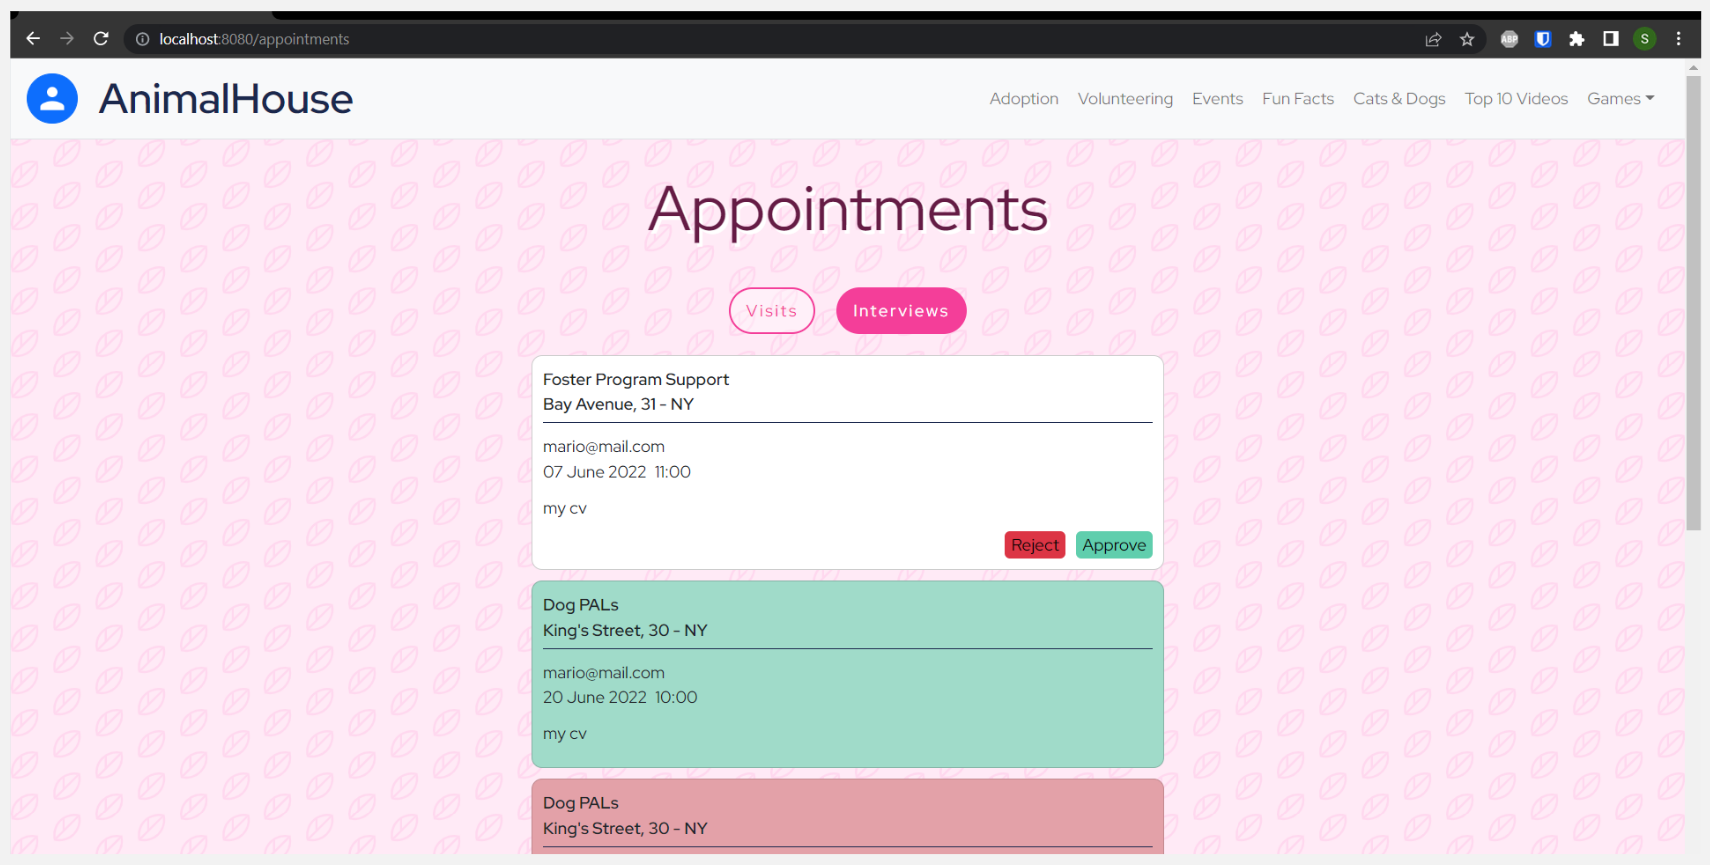 localhost:8080/appointments
ABP
S
AnimalHouse
Adoption Volunteering Events Fun Facts Cats & Dogs Top 10 Videos Games
Appointments
Visits Interviews
Foster Program Support
Bay Avenue, 31 - NY
mario@mail.com
07 June 2022 11:00
my cv
Reject Approve
Dog PALs
King's Street, 30 - NY
mario@mail.com
20 June 2022 10:00
my cv
Dog PALs
King's Street, 30 - NY